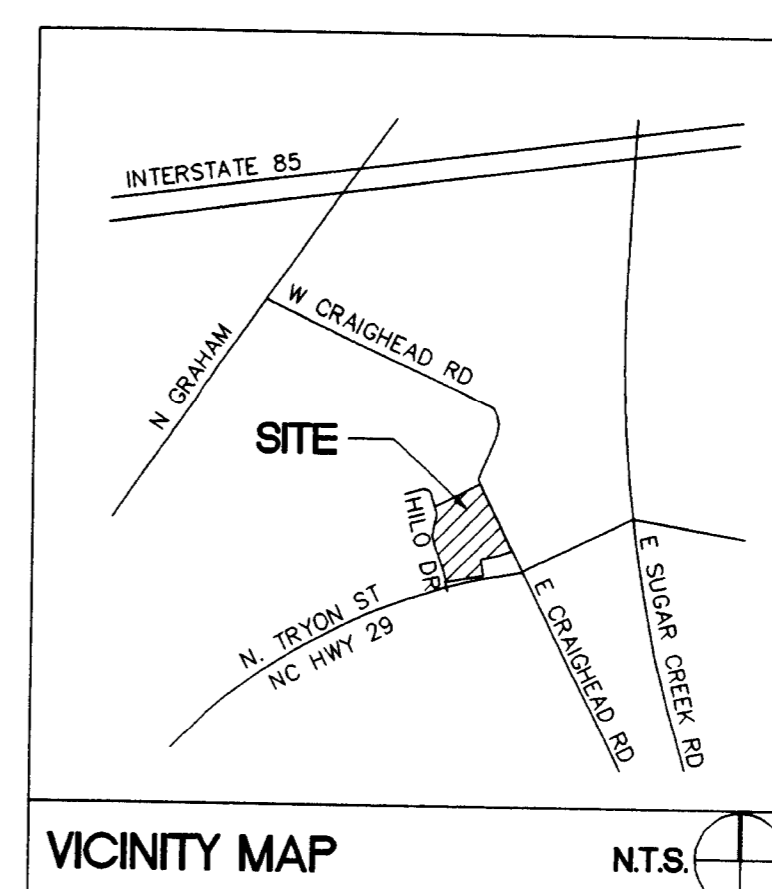 INTERSTATE 85
W CRAIGHEAD RD
N GRAHAM
SITE
HILO DR
N. TRYON ST
NC HWY 29
E CRAIGHEAD RD
E SUGAR CREEK RD
VICINITY MAP
N.T.S.